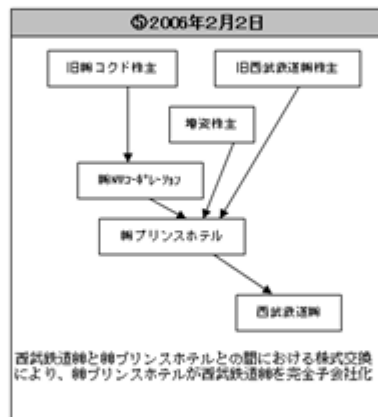 ⑤2006年2月2日
旧㈱コクド株主
旧西武鉄道㈱株主
増資株主
㈱NWコーポレーション
㈱プリンスホテル
西武鉄道㈱
西武鉄道㈱と㈱プリンスホテルとの間における株式交換
により、㈱プリンスホテルが西武鉄道㈱を完全子会社化